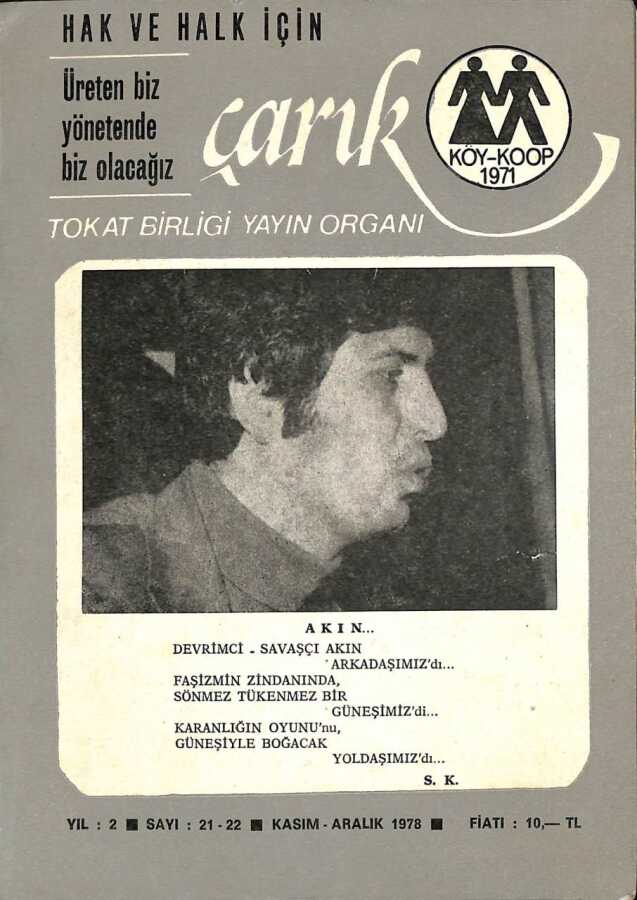 HAK VE HALK İÇİN
Üreten biz
yönetende
biz olacağız
çarık
KÖY-KOOP
1971
TOKAT BİRLİGİ YAYIN ORGANI
AKIN...
DEVRİMCİ - SAVAŞÇI AKIN
ARKADAŞIMIZ'dı...
FAŞİZMİN ZİNDANINDA,
SÖNMEZ TÜKENMEZ BİR
GÜNEŞİMİZ'di...
KARANLIĞIN OYUNU'nu,
GÜNEŞİYLE BOĞACAK
YOLDAŞIMIZ'dı...
S. K.
YIL : 2 ■ SAYI : 21-22 ■ KASIM-ARALIK 1978 ■ FİATI : 10,— TL